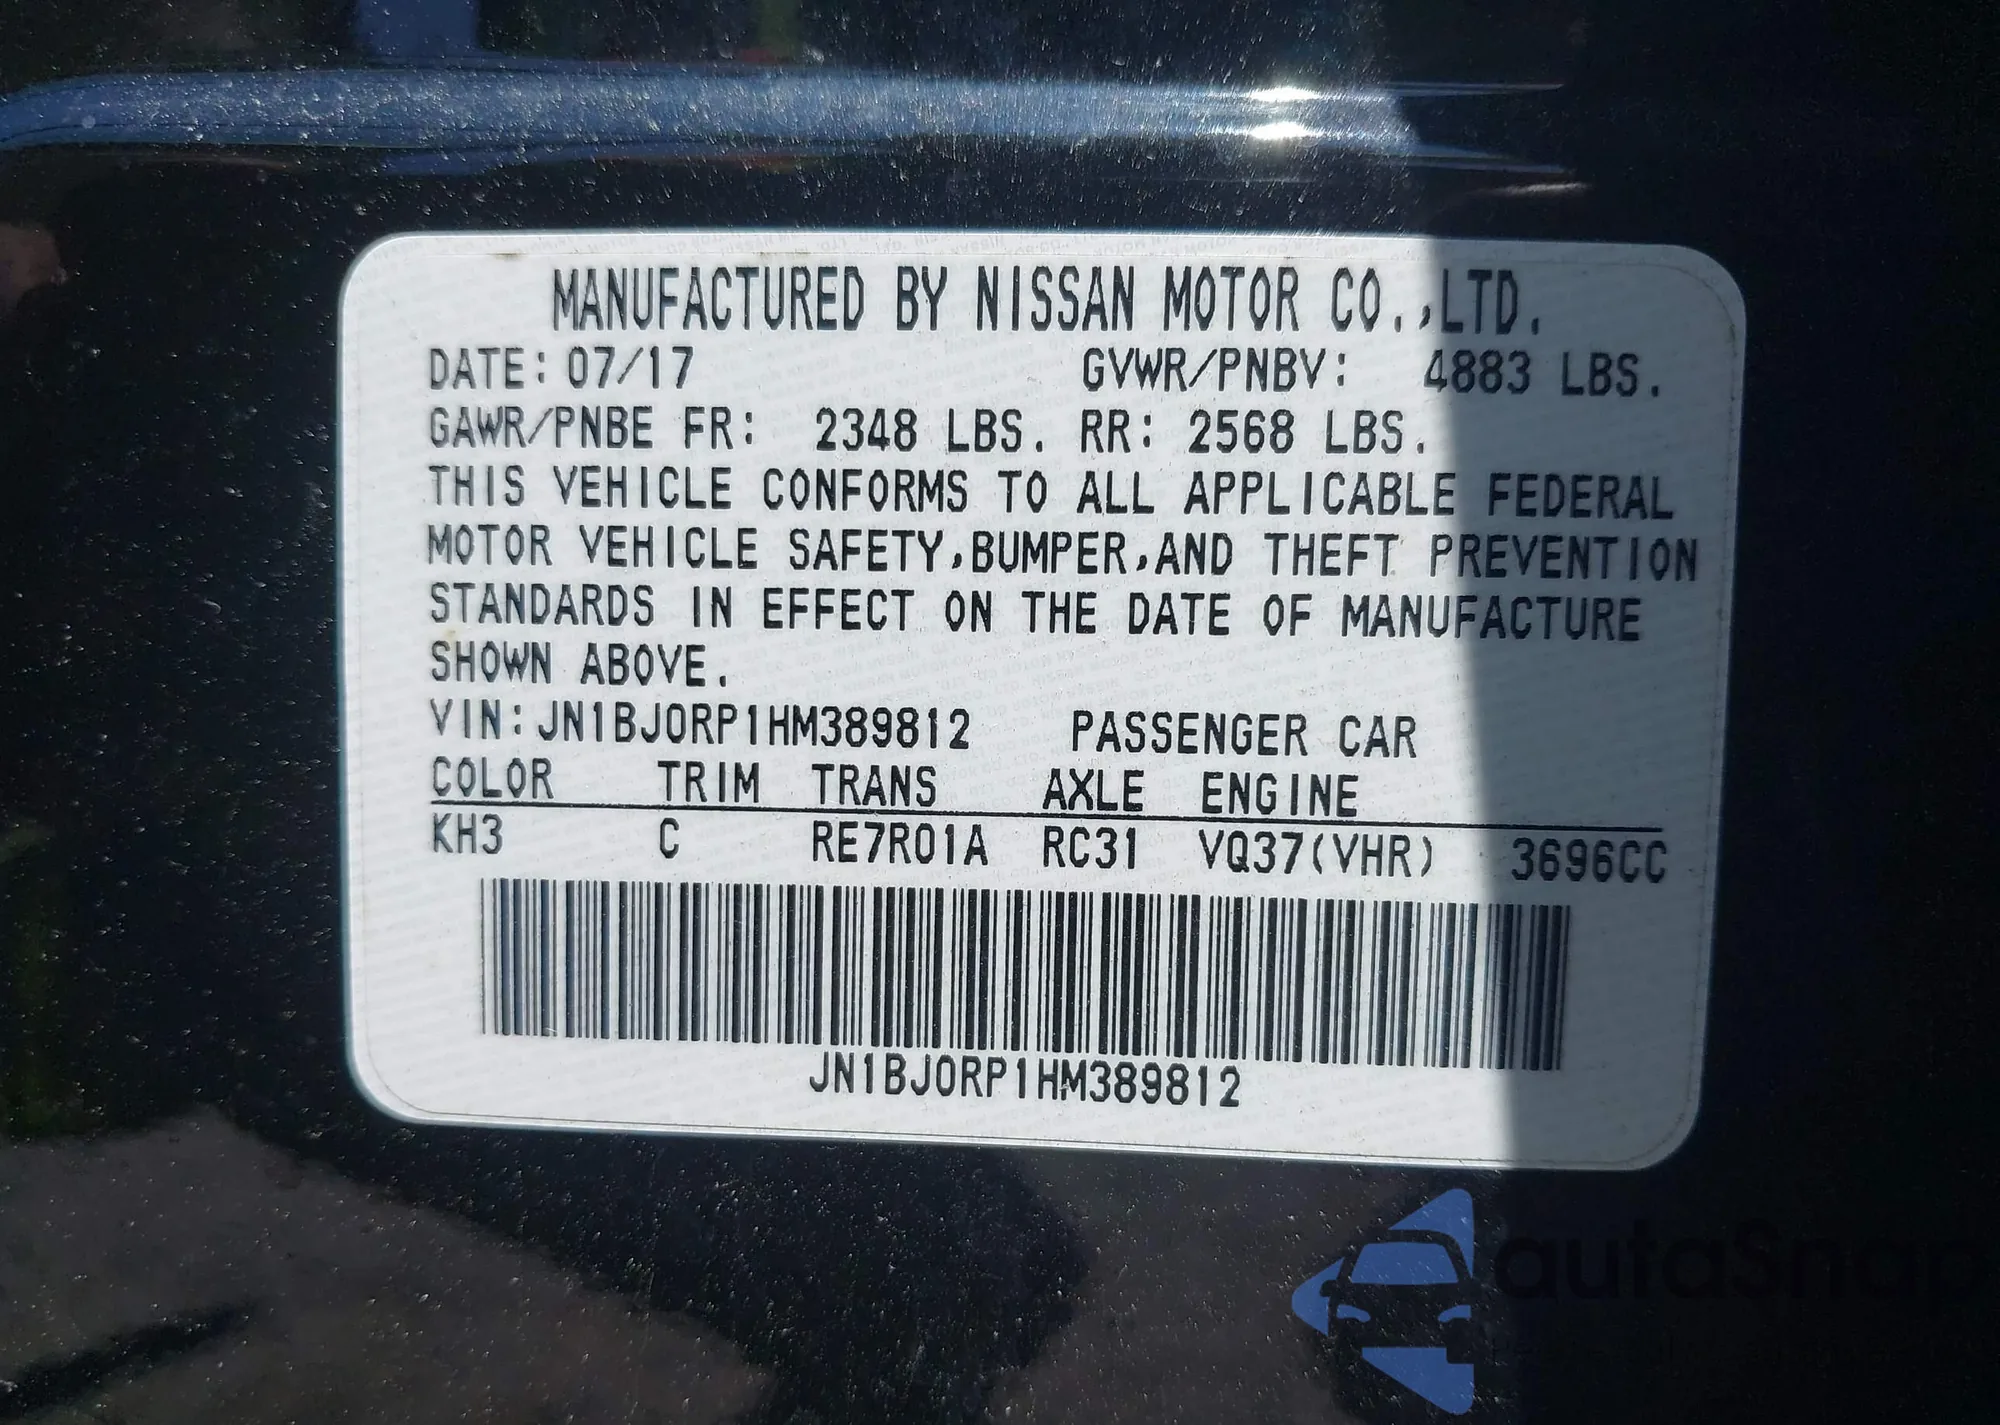 MANUFACTURED BY NISSAN MOTOR CO.,LTD.
DATE: 07/17 GVWR/PNBV: 4883 LBS.
GAWR/PNBE FR: 2348 LBS. RR: 2568 LBS.
THIS VEHICLE CONFORMS TO ALL APPLICABLE FEDERAL
MOTOR VEHICLE SAFETY,BUMPER,AND THEFT PREVENTION
STANDARDS IN EFFECT ON THE DATE OF MANUFACTURE
SHOWN ABOVE.
VIN:JN1BJ0RP1HM389812 PASSENGER CAR
COLOR TRIM TRANS AXLE ENGINE
KH3 C RE7R01A RC31 VQ37(VHR) 3696CC
JN1BJ0RP1HM389812
autaSnap